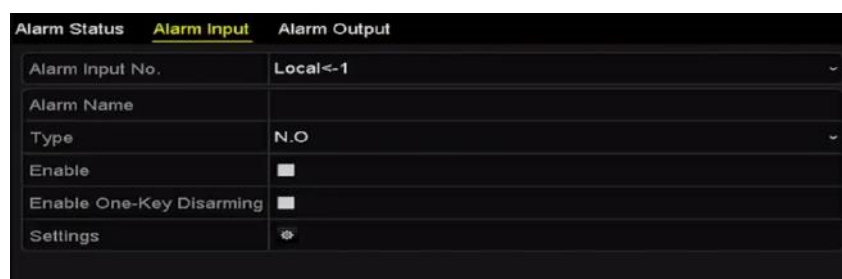 Alarm Status Alarm Input Alarm Output
Alarm Input No. Local<-1
Alarm Name
Type N.O
Enable
Enable One-Key Disarming
Settings